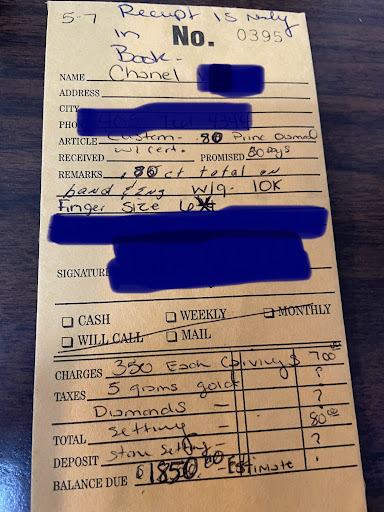 5-7 Receipt is only
in
Book-
No. 0395
NAME Chanel
ADDRESS
CITY
PHO
ARTICLE Custom- .80 Princ Diamond
w/ cert.
RECEIVED PROMISED 30 Days
REMARKS .80 ct total on
band ring w/g- 10K
Finger Size 6
SIGNATURE
CASH WEEKLY MONTHLY
WILL CALL MAIL
CHARGES 350 Each 700
TAXES 5 grams gold ?
Diamonds - .
TOTAL Setting - 80
DEPOSIT stone setting - ?
BALANCE DUE $1850 00 - Estimate